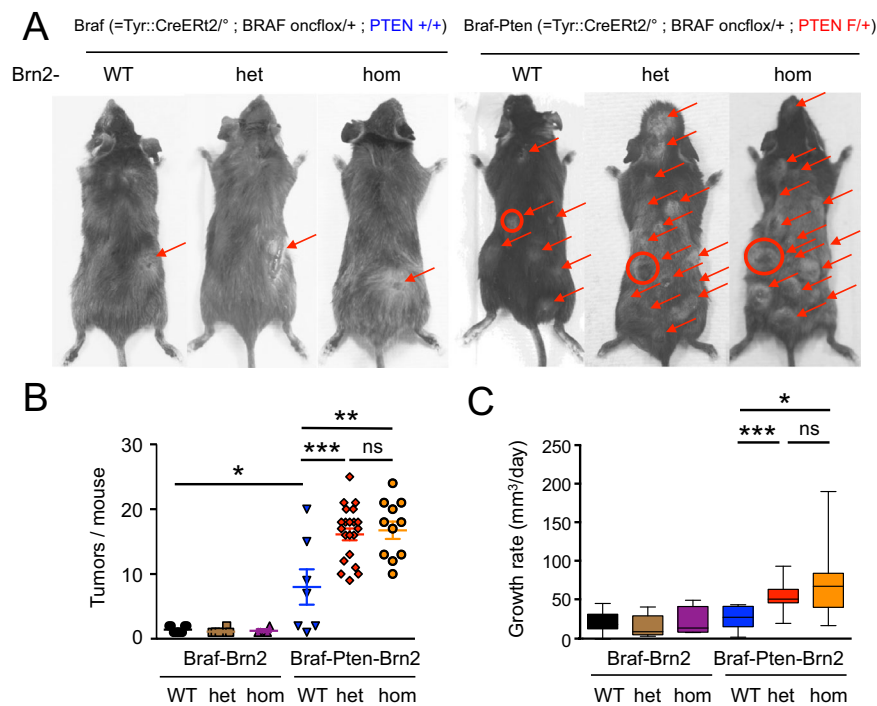 A
Braf (=Tyr::CreERt2/° ; BRAF oncflox/+ ; PTEN +/+)
Braf-Pten (=Tyr::CreERt2/° ; BRAF oncflox/+ ; PTEN F/+)
Brn2- WT het hom WT het hom
B
Tumors / mouse
30
20
10
0
*
***
**
ns
Braf-Brn2 Braf-Pten-Brn2
WT het hom WT het hom
C
Growth rate (mm³/day)
250
200
150
100
50
0
*
***
ns
Braf-Brn2 Braf-Pten-Brn2
WT het hom WT het hom